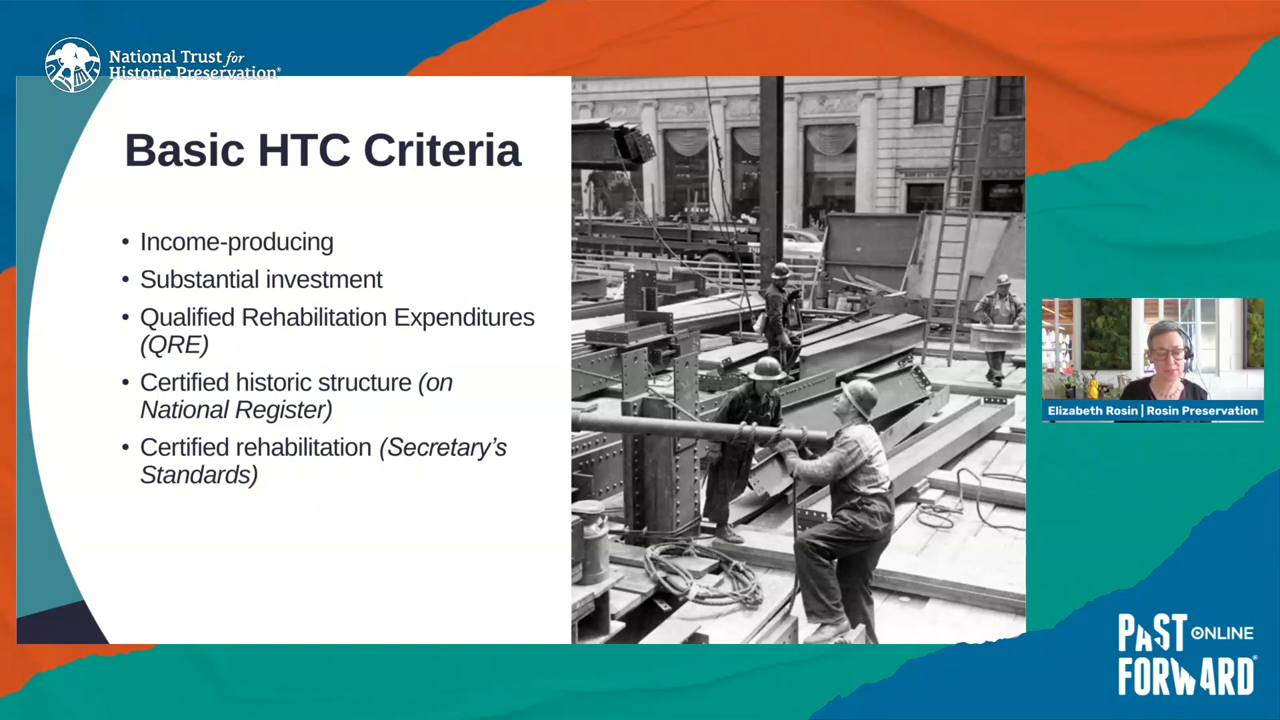 National Trust for
Historic Preservation®
Basic HTC Criteria
• Income-producing
• Substantial investment
• Qualified Rehabilitation Expenditures
(QRE)
• Certified historic structure (on
National Register)
• Certified rehabilitation (Secretary's
Standards)
Elizabeth Rosin | Rosin Preservation
PAST ONLINE
FORWARD®